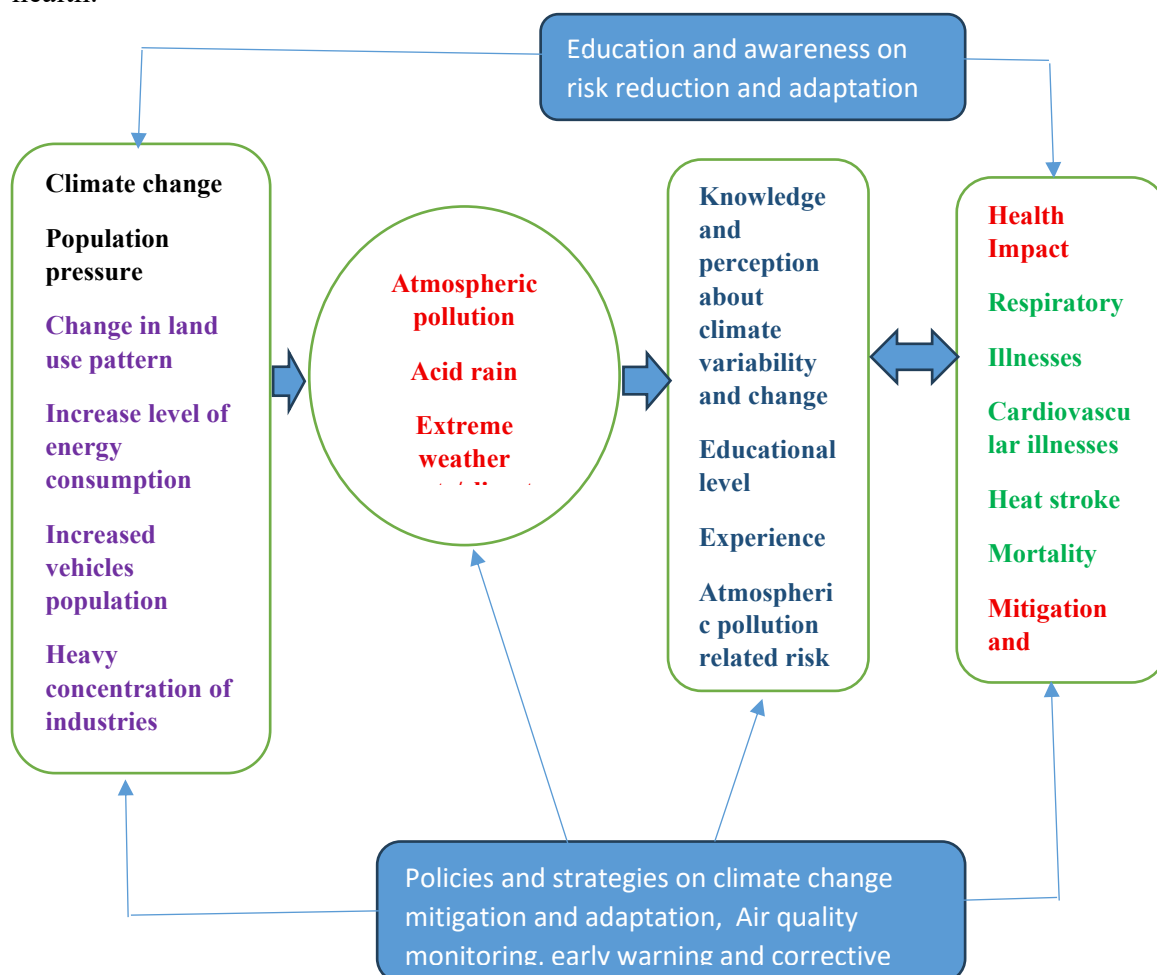 health.
Education and awareness on
risk reduction and adaptation
Climate change
Population
pressure
Change in land
use pattern
Increase level of
energy
consumption
Increased
vehicles
population
Heavy
concentration of
industries
Atmospheric
pollution
Acid rain
Extreme
weather
Knowledge
and
perception
about
climate
variability
and change
Educational
level
Experience
Atmospheri
c pollution
related risk
Health
Impact
Respiratory
Illnesses
Cardiovascu
lar illnesses
Heat stroke
Mortality
Mitigation
and
Policies and strategies on climate change
mitigation and adaptation, Air quality
monitoring, early warning and corrective